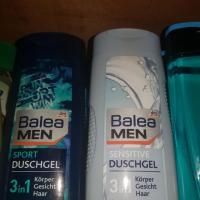 Balea
MEN
SPORT
DUSCHGEL
3in1
Körper
Gesicht
Haar
Balea
MEN
SENSITIVE
DUSCHGEL
3in1
Körper
Gesicht
Haar